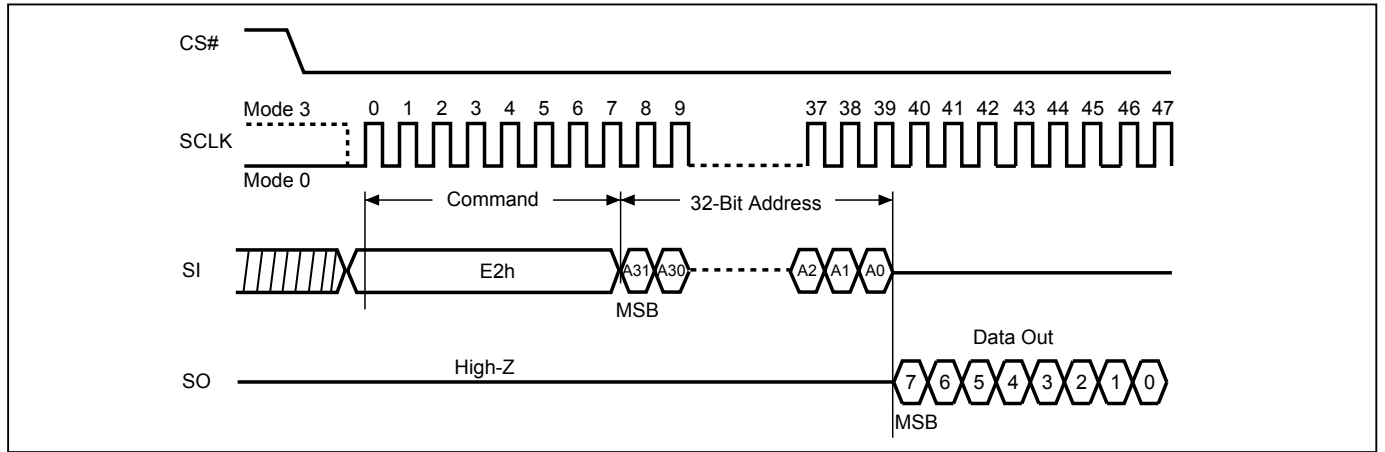 CS#
Mode 3 0 1 2 3 4 5 6 7 8 9 37 38 39 40 41 42 43 44 45 46 47
SCLK
Mode 0
Command 32-Bit Address
SI E2h A31 A30 A2 A1 A0
MSB
Data Out
High-Z
SO 7 6 5 4 3 2 1 0
MSB